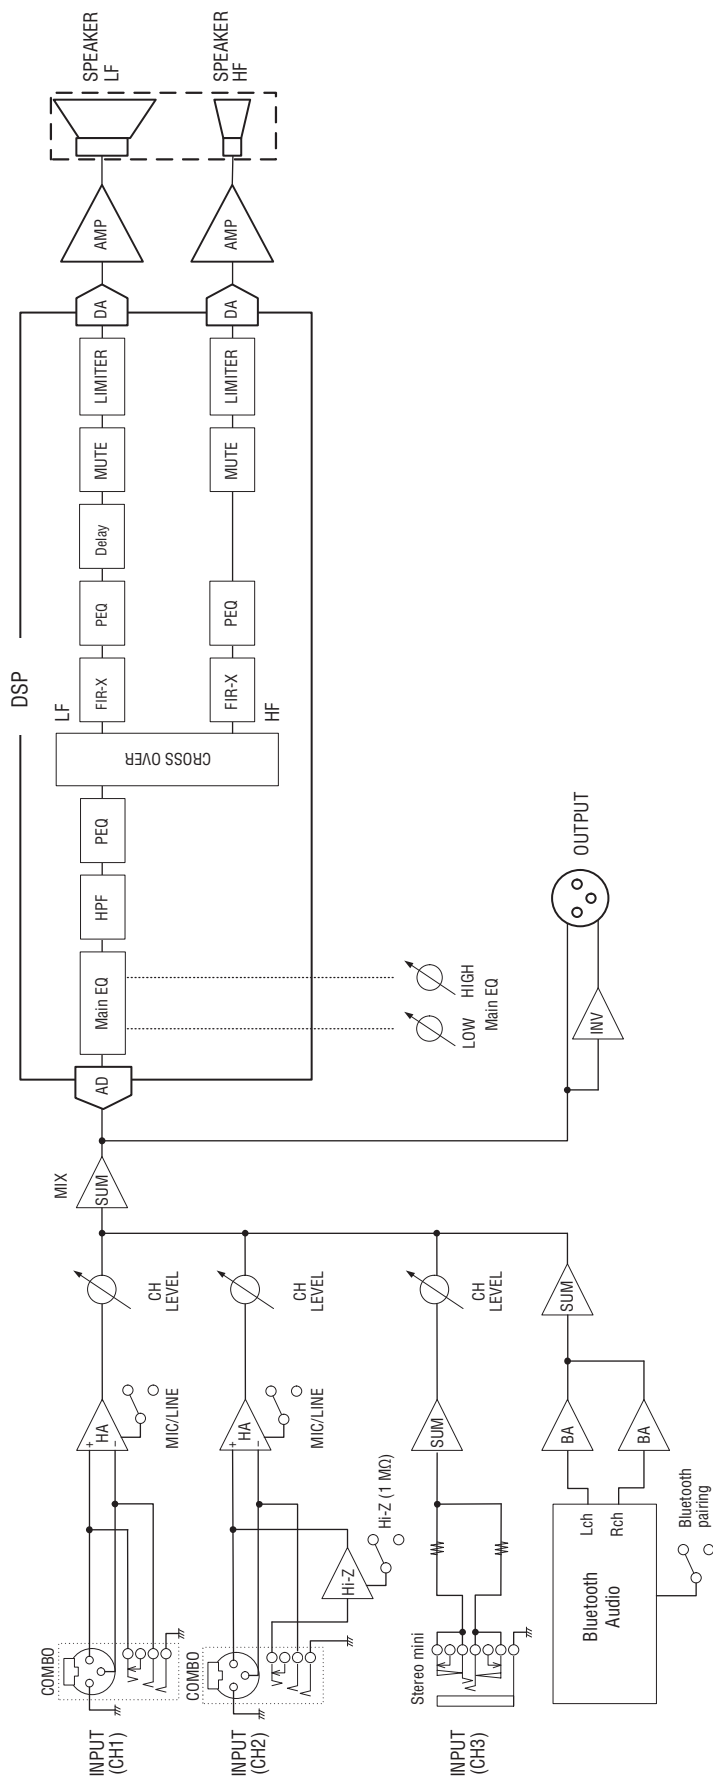 INPUT
(CH1)
COMBO
+
−
HA
MIC/LINE
CH
LEVEL
INPUT
(CH2)
COMBO
Hi-Z
Hi-Z (1 MΩ)
+
−
HA
MIC/LINE
CH
LEVEL
INPUT
(CH3)
Stereo mini
SUM
CH
LEVEL
Bluetooth
Audio
Lch
Rch
Bluetooth
pairing
BA
BA
SUM
MIX
SUM
INV
OUTPUT
LOW
HIGH
Main EQ
DSP
AD
Main EQ
HPF
PEQ
CROSS OVER
LF
FIR-X
PEQ
Delay
MUTE
LIMITER
DA
AMP
SPEAKER
LF
HF
FIR-X
PEQ
MUTE
LIMITER
DA
AMP
SPEAKER
HF